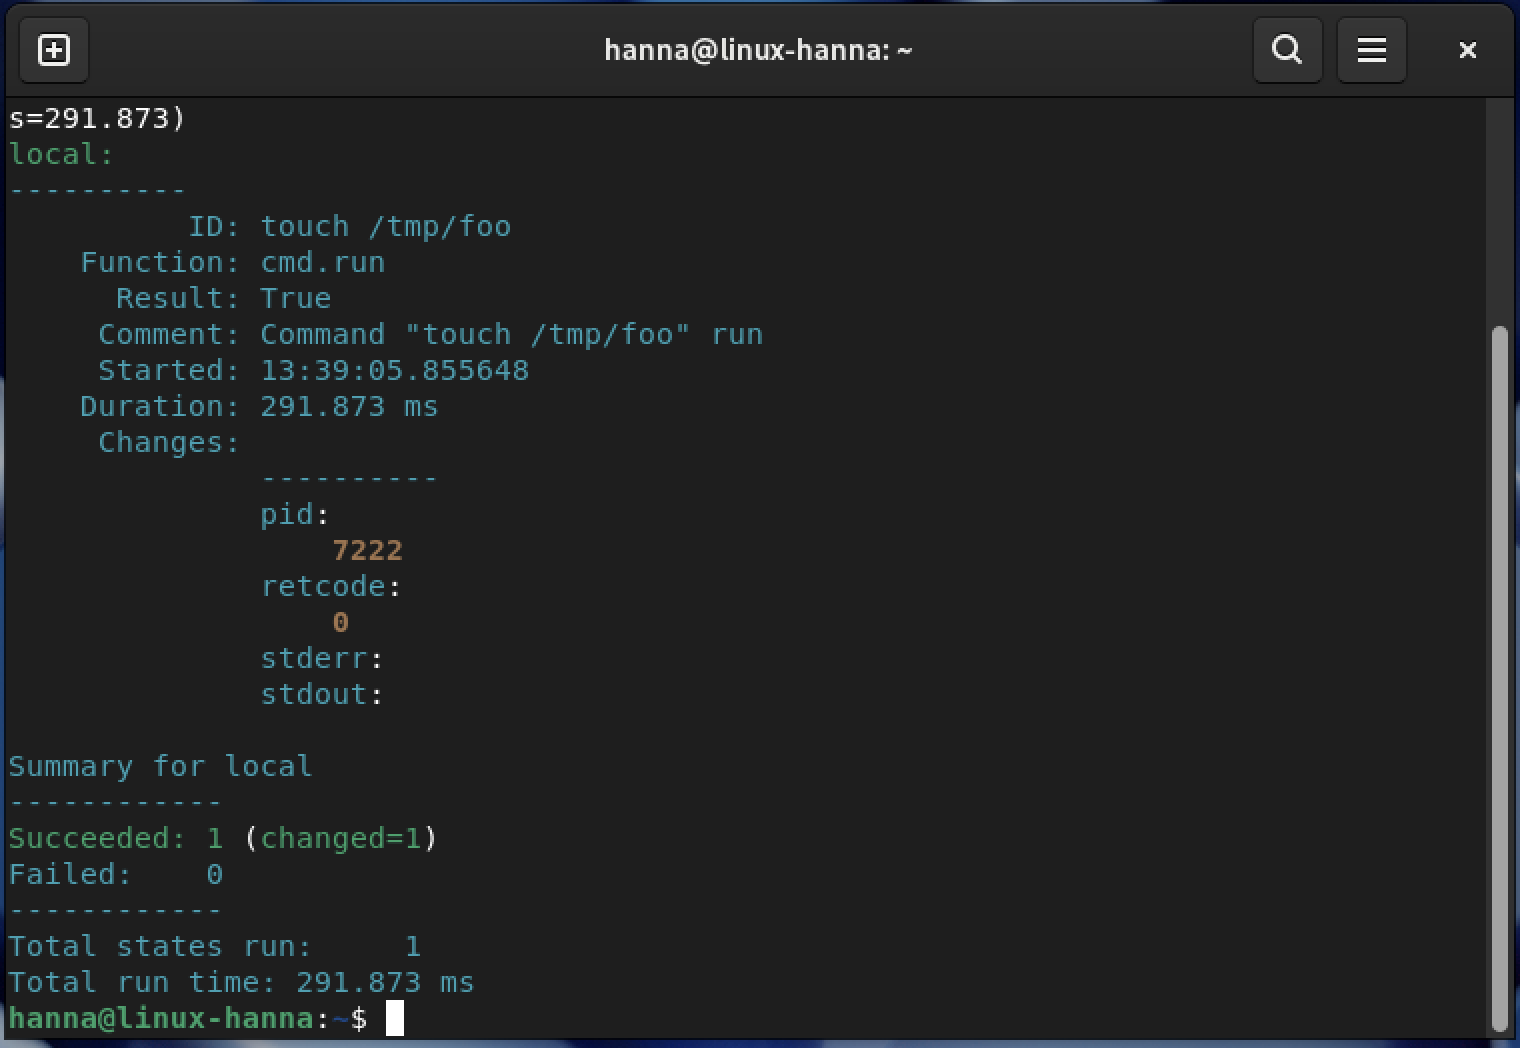 hanna@linux-hanna: ~
s=291.873)
local:
----------
          ID: touch /tmp/foo
    Function: cmd.run
      Result: True
     Comment: Command "touch /tmp/foo" run
     Started: 13:39:05.855648
    Duration: 291.873 ms
     Changes:
              ----------
              pid:
                  7222
              retcode:
                  0
              stderr:
              stdout:
Summary for local
------------
Succeeded: 1 (changed=1)
Failed:    0
------------
Total states run:     1
Total run time: 291.873 ms
hanna@linux-hanna:~$